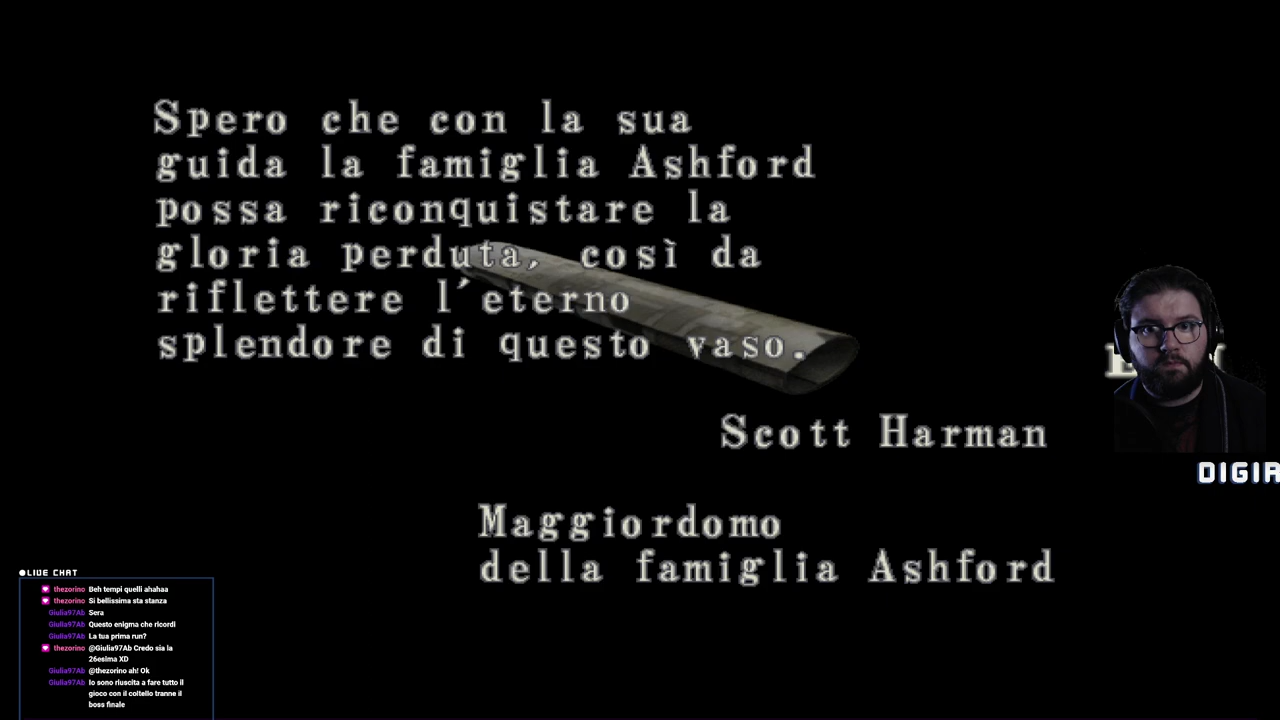 Spero che con la sua
guida la famiglia Ashford
possa riconquistare la
gloria perduta, così da
riflettere l'eterno
splendore di questo vaso.
Scott Harman
Maggiordomo
della famiglia Ashford
DIGIR
LIVE CHAT
thezorino Beh tempi quelli ahahaa
thezorino Si bellissima sta stanza
Giulia97Ab Sera
Giulia97Ab Questo enigma che ricordi
Giulia97Ab La tua prima run?
thezorino @Giulia97Ab Credo sia la
26esima XD
Giulia97Ab @thezorino ah! Ok
Giulia97Ab Io sono riuscita a fare tutto il
gioco con il coltello tranne il
boss finale